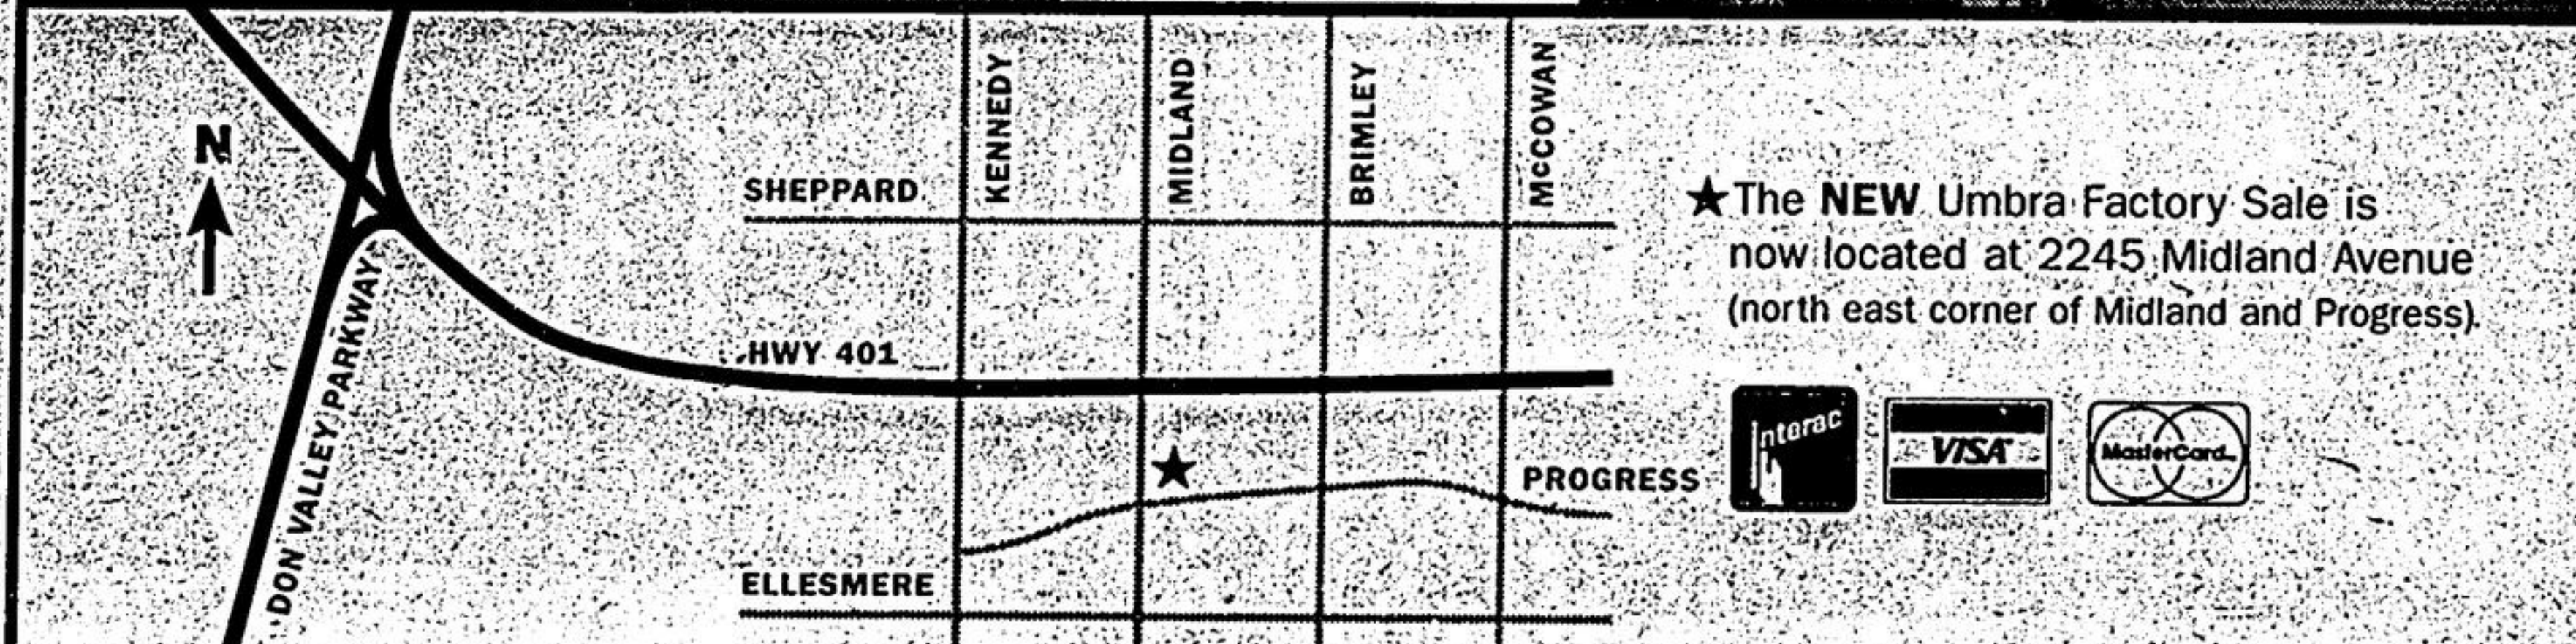 N
DON VALLEY PARKWAY
SHEPPARD
HWY 401
ELLESMERE
KENNEDY
MIDLAND
BRIMLEY
McCOWAN
PROGRESS
★The NEW Umbra Factory Sale is
now located at 2245 Midland Avenue
(north east corner of Midland and Progress).
Interac
VISA
MasterCard